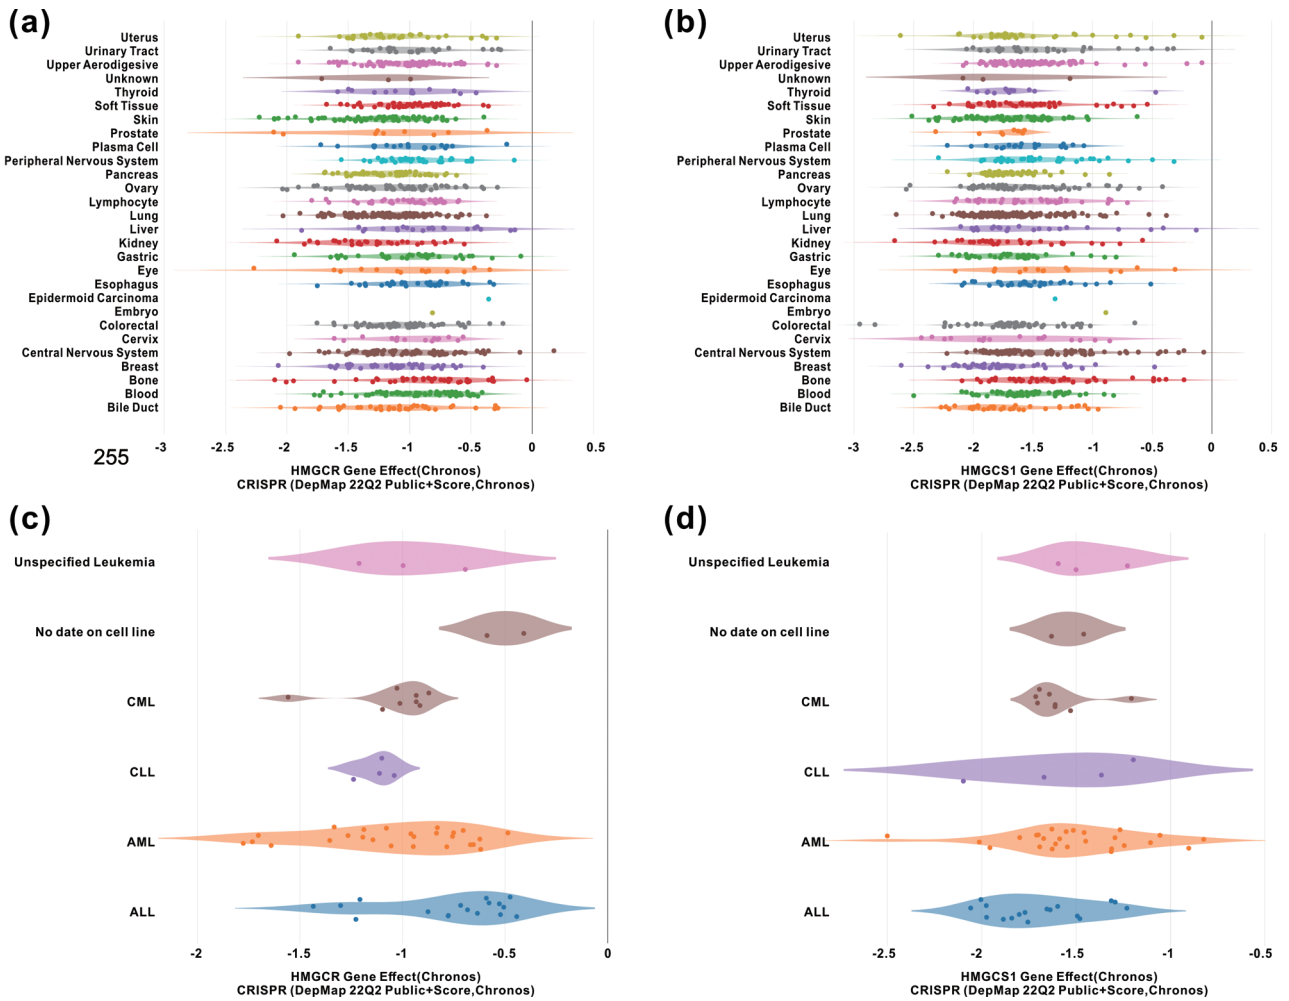 (a)
Uterus
Urinary Tract
Upper Aerodigesive
Unknown
Thyroid
Soft Tissue
Skin
Prostate
Plasma Cell
Peripheral Nervous System
Pancreas
Ovary
Lymphocyte
Lung
Liver
Kidney
Gastric
Eye
Esophagus
Epidermoid Carcinoma
Embryo
Colorectal
Cervix
Central Nervous System
Breast
Bone
Blood
Bile Duct
-3 -2.5 -2 -1.5 -1 -0.5 0 0.5
255
HMGCR Gene Effect(Chronos)
CRISPR (DepMap 22Q2 Public+Score,Chronos)
(b)
Uterus
Urinary Tract
Upper Aerodigesive
Unknown
Thyroid
Soft Tissue
Skin
Prostate
Plasma Cell
Peripheral Nervous System
Pancreas
Ovary
Lymphocyte
Lung
Liver
Kidney
Gastric
Eye
Esophagus
Epidermoid Carcinoma
Embryo
Colorectal
Cervix
Central Nervous System
Breast
Bone
Blood
Bile Duct
-3 -2.5 -2 -1.5 -1 -0.5 0 0.5
HMGCS1 Gene Effect(Chronos)
CRISPR (DepMap 22Q2 Public+Score,Chronos)
(c)
Unspecified Leukemia
No date on cell line
CML
CLL
AML
ALL
-2 -1.5 -1 -0.5 0
HMGCR Gene Effect(Chronos)
CRISPR (DepMap 22Q2 Public+Score,Chronos)
(d)
Unspecified Leukemia
No date on cell line
CML
CLL
AML
ALL
-2.5 -2 -1.5 -1 -0.5
HMGCS1 Gene Effect(Chronos)
CRISPR (DepMap 22Q2 Public+Score,Chronos)